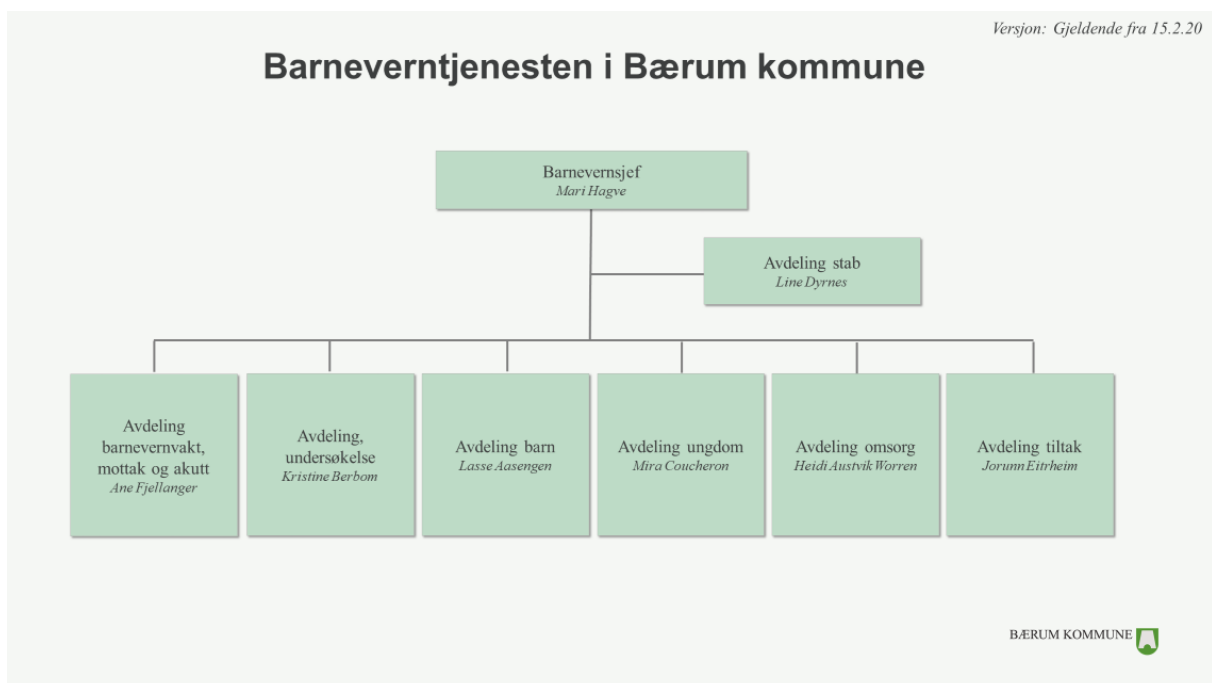 Versjon: Gjeldende fra 15.2.20
Barneverntjenesten i Bærum kommune
Barnevernsjef
Mari Hagve
Avdeling stab
Line Dyrnes
Avdeling
barnevernvakt,
mottak og akutt
Ane Fjellanger
Avdeling,
undersøkelse
Kristine Berbom
Avdeling barn
Lasse Aasengen
Avdeling ungdom
Mira Coucheron
Avdeling omsorg
Heidi Austvik Worren
Avdeling tiltak
Jorunn Eitrheim
BÆRUM KOMMUNE